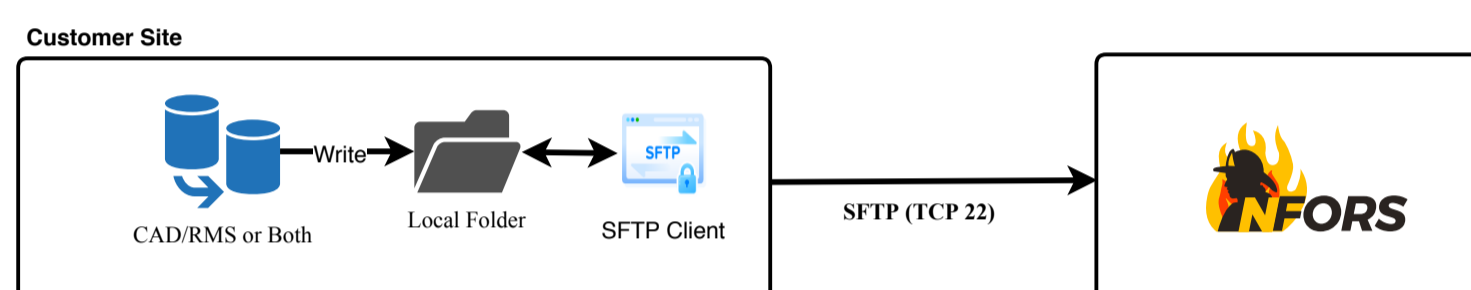 Customer Site
Write
SFTP
Local Folder
CAD/RMS or Both
SFTP Client
SFTP (TCP 22)
NFORS